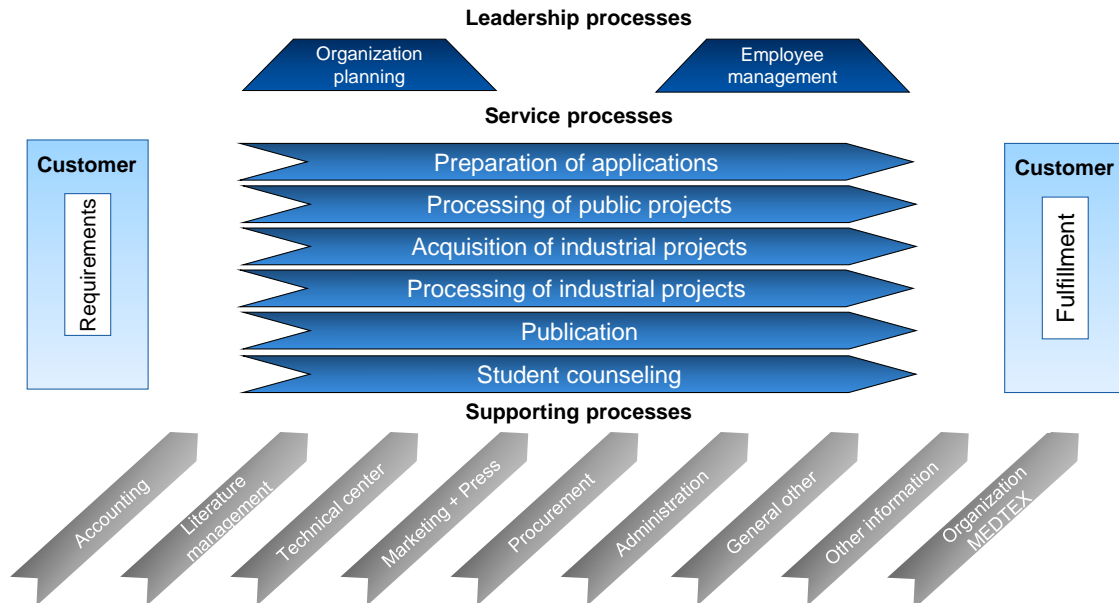 Leadership processes
Organization
planning
Employee
management
Service processes
Customer
Requirements
Preparation of applications
Processing of public projects
Acquisition of industrial projects
Processing of industrial projects
Publication
Student counseling
Customer
Fulfillment
Supporting processes
Accounting
Literature
management
Technical center
Marketing + Press
Procurement
Administration
General other
Other information
Organization
MEDTEX